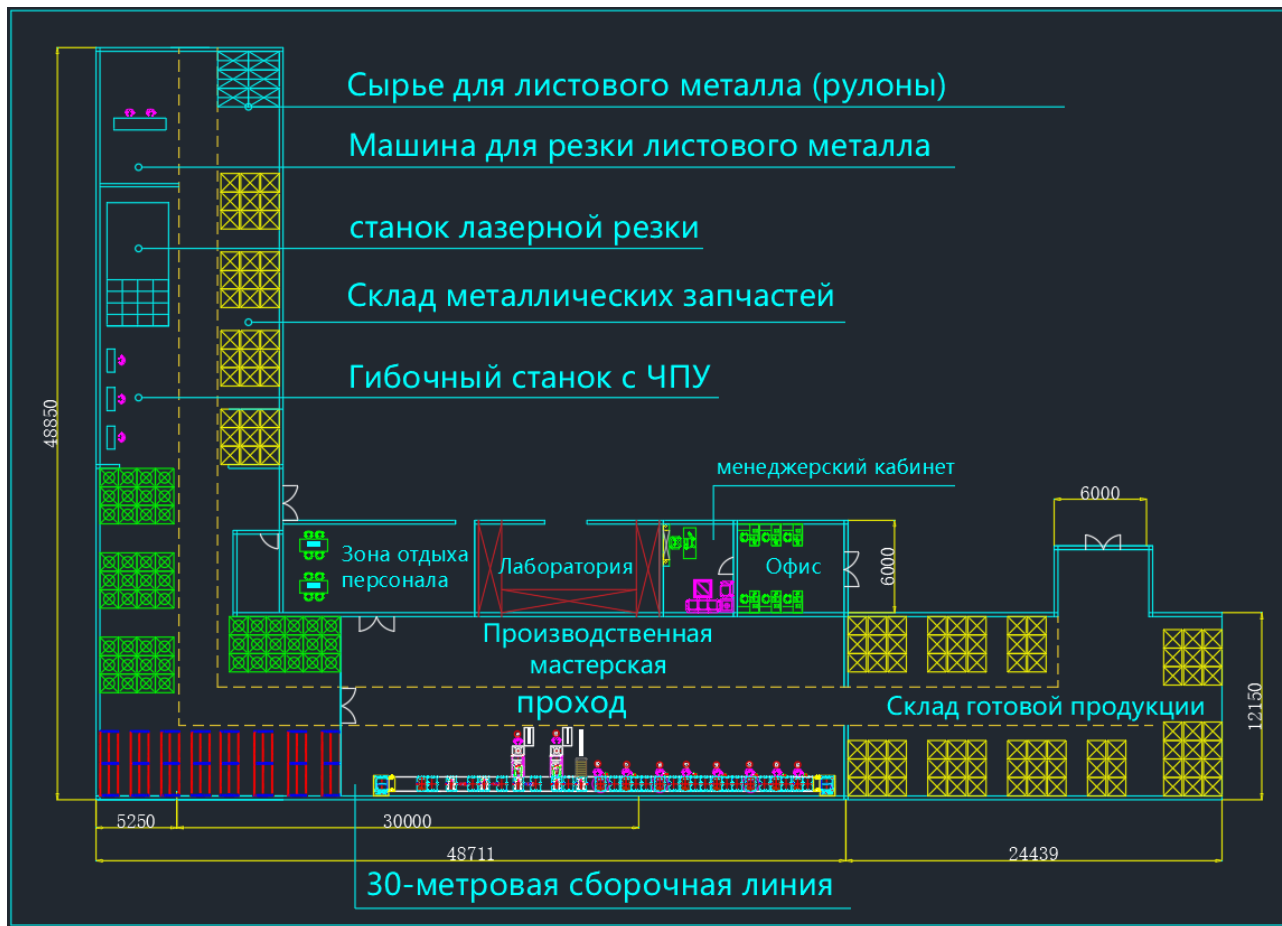 Сырье для листового металла (рулоны)
Машина для резки листового металла
станок лазерной резки
Склад металлических запчастей
Гибочный станок с ЧПУ
48850
менеджерский кабинет
6000
Зона отдыха
персонала
Лаборатория
Офис
6000
Производственная
мастерская
проход
Склад готовой продукции
12150
5250
30000
48711
24439
30-метровая сборочная линия